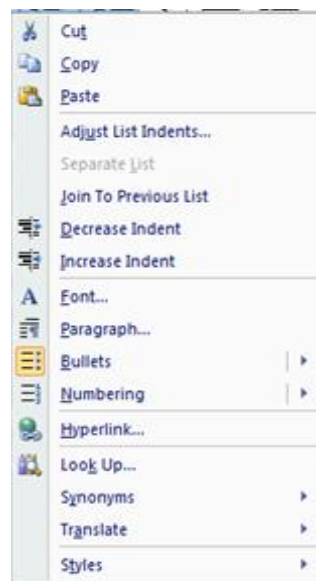 Cut
Copy
Paste
Adjust List Indents...
Separate List
Join To Previous List
Decrease Indent
Increase Indent
A Font...
Paragraph...
Bullets
Numbering
Hyperlink...
Look Up...
Synonyms
Translate
Styles